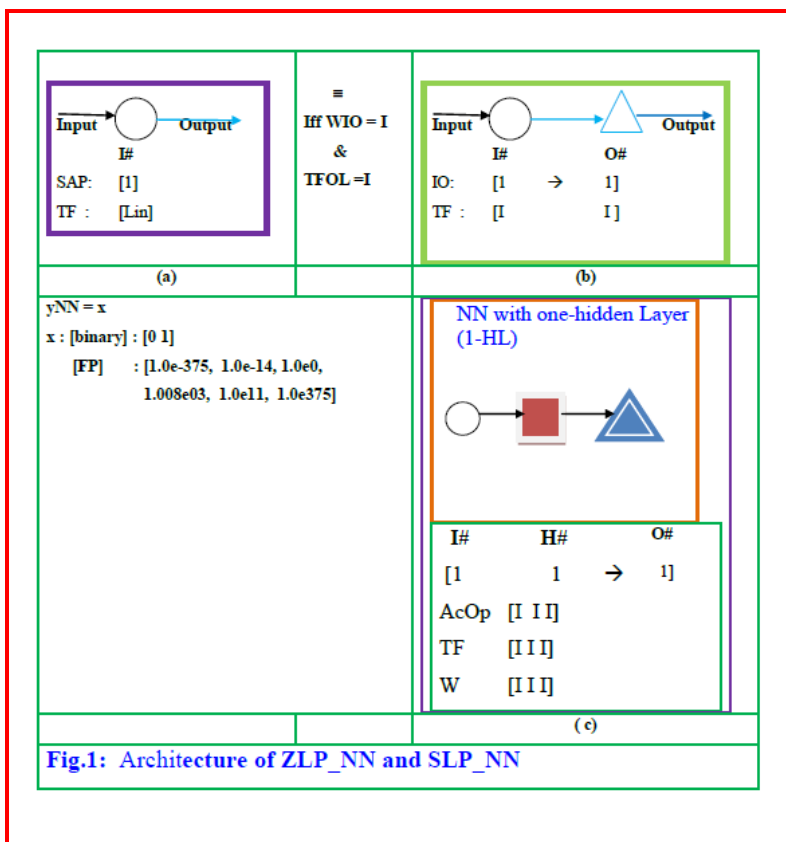 Input Output
I#
SAP: [1]
TF : [Lin]
≡
Iff WIO = I
&
TFOL =I
Input Output
I# O#
IO: [1 → 1]
TF : [I I ]
(a) (b)
yNN = x
x : [binary] : [0 1]
[FP] : [1.0e-375, 1.0e-14, 1.0e0,
1.008e03, 1.0e11, 1.0e375]
NN with one-hidden Layer
(1-HL)
I# H# O#
[1 1 → 1]
AcOp [I I I]
TF [I I I]
W [I I I]
( c)
Fig.1: Architecture of ZLP_NN and SLP_NN